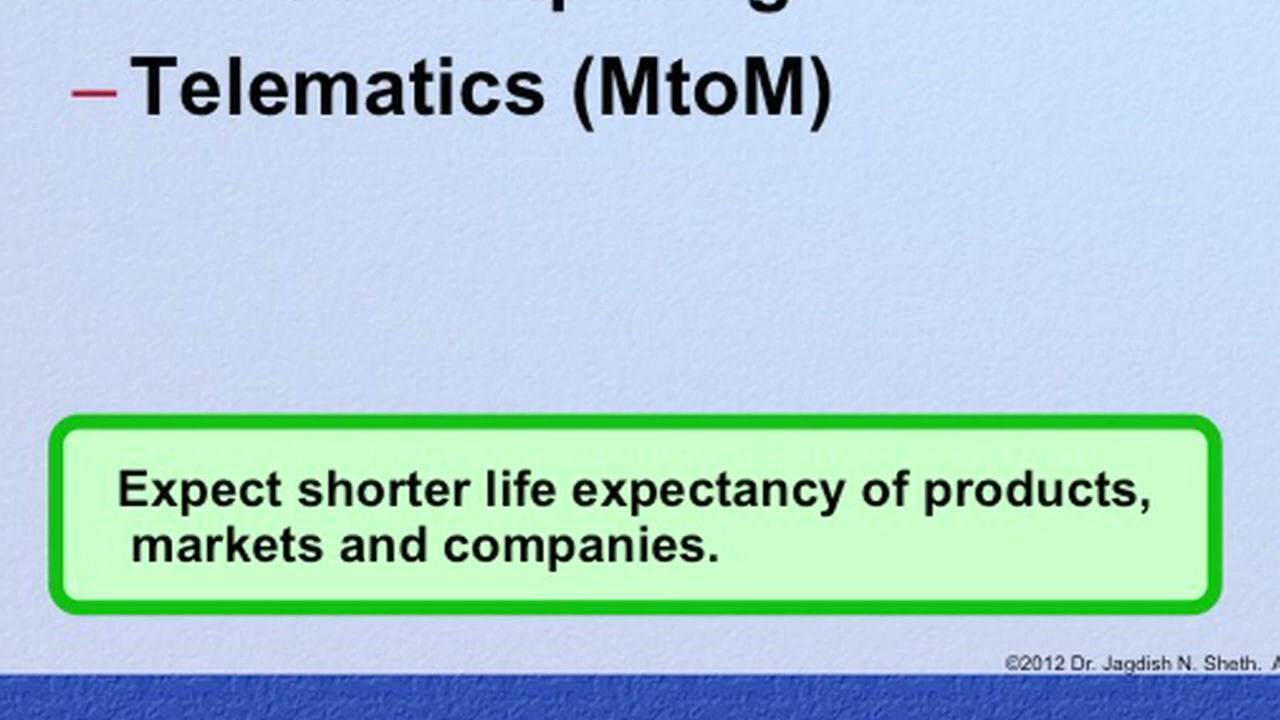 – Telematics (MtoM)
Expect shorter life expectancy of products,
markets and companies.
©2012 Dr. Jagdish N. Sheth.